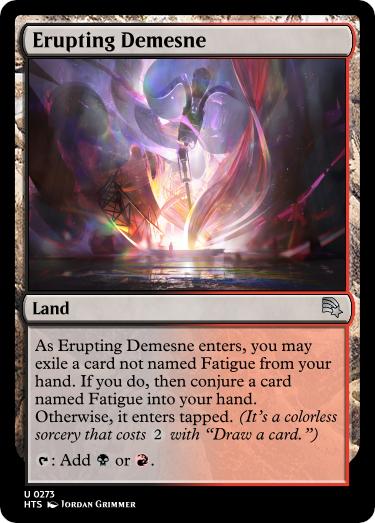 Erupting Demesne
Land
As Erupting Demesne enters, you may
exile a card not named Fatigue from your
hand. If you do, then conjure a card
named Fatigue into your hand.
Otherwise, it enters tapped. (It's a colorless
sorcery that costs 2 with “Draw a card.”)
: Add or .
U 0273
HTS Jordan Grimmer